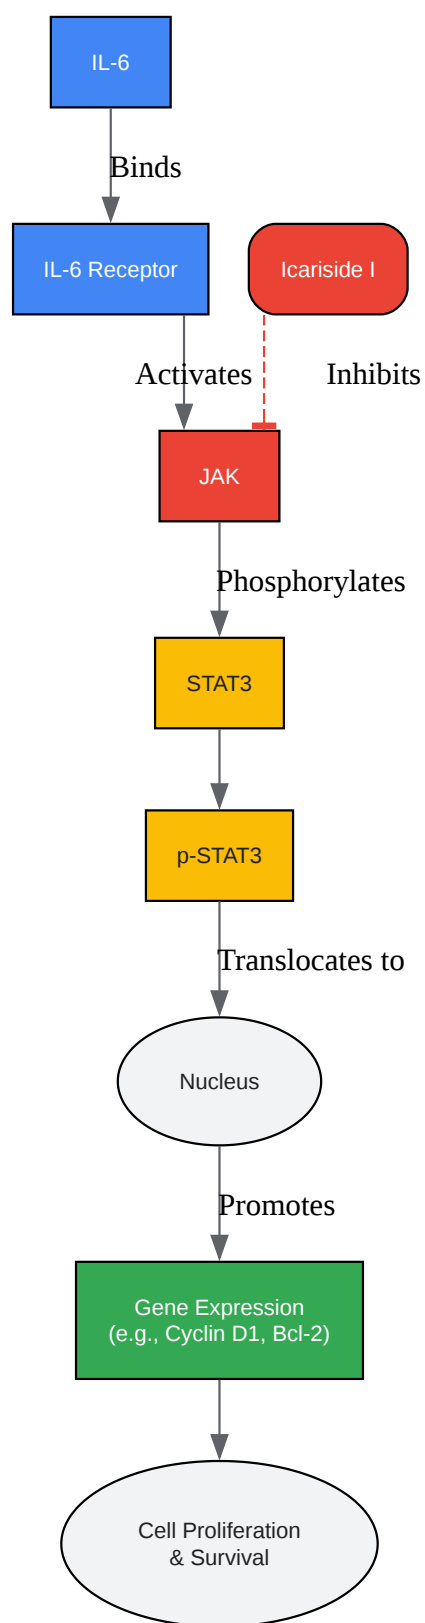 IL-6
Binds
IL-6 Receptor
Icariside I
Activates
Inhibits
JAK
Phosphorylates
STAT3
p-STAT3
Translocates to
Nucleus
Promotes
Gene Expression
(e.g., Cyclin D1, Bcl-2)
Cell Proliferation
& Survival